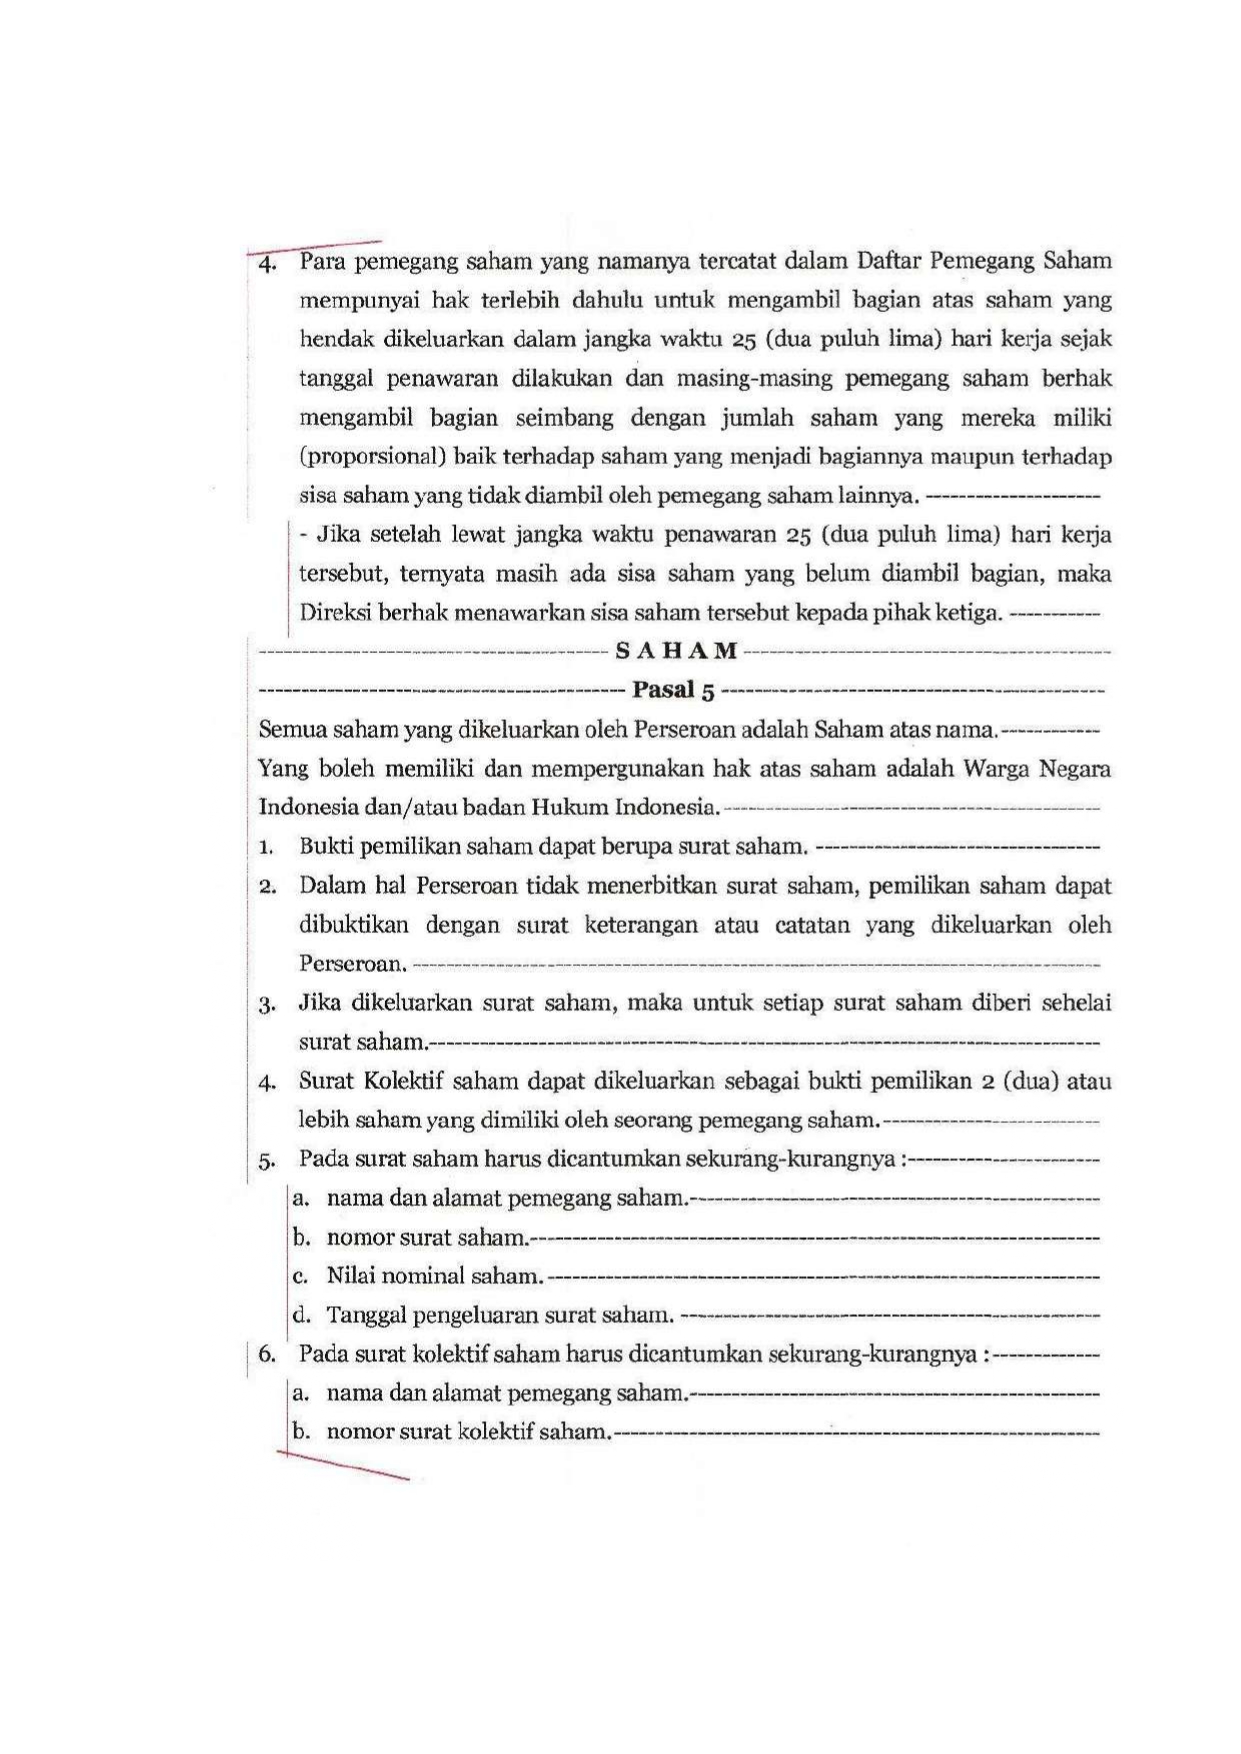 4. Para pemegang saham yang namanya tercatat dalam Daftar Pemegang Saham
mempunyai hak terlebih dahulu untuk mengambil bagian atas saham yang
hendak dikeluarkan dalam jangka waktu 25 (dua puluh lima) hari kerja sejak
tanggal penawaran dilakukan dan masing-masing pemegang saham berhak
mengambil bagian seimbang dengan jumlah saham yang mereka miliki
(proporsional) baik terhadap saham yang menjadi bagiannya maupun terhadap
sisa saham yang tidak diambil oleh pemegang saham lainnya. ---------------------
- Jika setelah lewat jangka waktu penawaran 25 (dua puluh lima) hari kerja
tersebut, ternyata masih ada sisa saham yang belum diambil bagian, maka
Direksi berhak menawarkan sisa saham tersebut kepada pihak ketiga. -----------
----------------------------------------- S A H A M -------------------------------------------
------------------------------------------- Pasal 5 ---------------------------------------------
Semua saham yang dikeluarkan oleh Perseroan adalah Saham atas nama.------------
Yang boleh memiliki dan mempergunakan hak atas saham adalah Warga Negara
Indonesia dan/atau badan Hukum Indonesia.---------------------------------------------
1. Bukti pemilikan saham dapat berupa surat saham. ----------------------------------
2. Dalam hal Perseroan tidak menerbitkan surat saham, pemilikan saham dapat
dibuktikan dengan surat keterangan atau catatan yang dikeluarkan oleh
Perseroan. ----------------------------------------------------------------------------------
3. Jika dikeluarkan surat saham, maka untuk setiap surat saham diberi sehelai
surat saham.--------------------------------------------------------------------------------
4. Surat Kolektif saham dapat dikeluarkan sebagai bukti pemilikan 2 (dua) atau
lebih saham yang dimiliki oleh seorang pemegang saham.--------------------------
5. Pada surat saham harus dicantumkan sekurang-kurangnya :-----------------------
a. nama dan alamat pemegang saham.-------------------------------------------------
b. nomor surat saham.--------------------------------------------------------------------
c. Nilai nominal saham. ------------------------------------------------------------------
d. Tanggal pengeluaran surat saham. --------------------------------------------------
6. Pada surat kolektif saham harus dicantumkan sekurang-kurangnya :-------------
a. nama dan alamat pemegang saham.-------------------------------------------------
b. nomor surat kolektif saham.----------------------------------------------------------